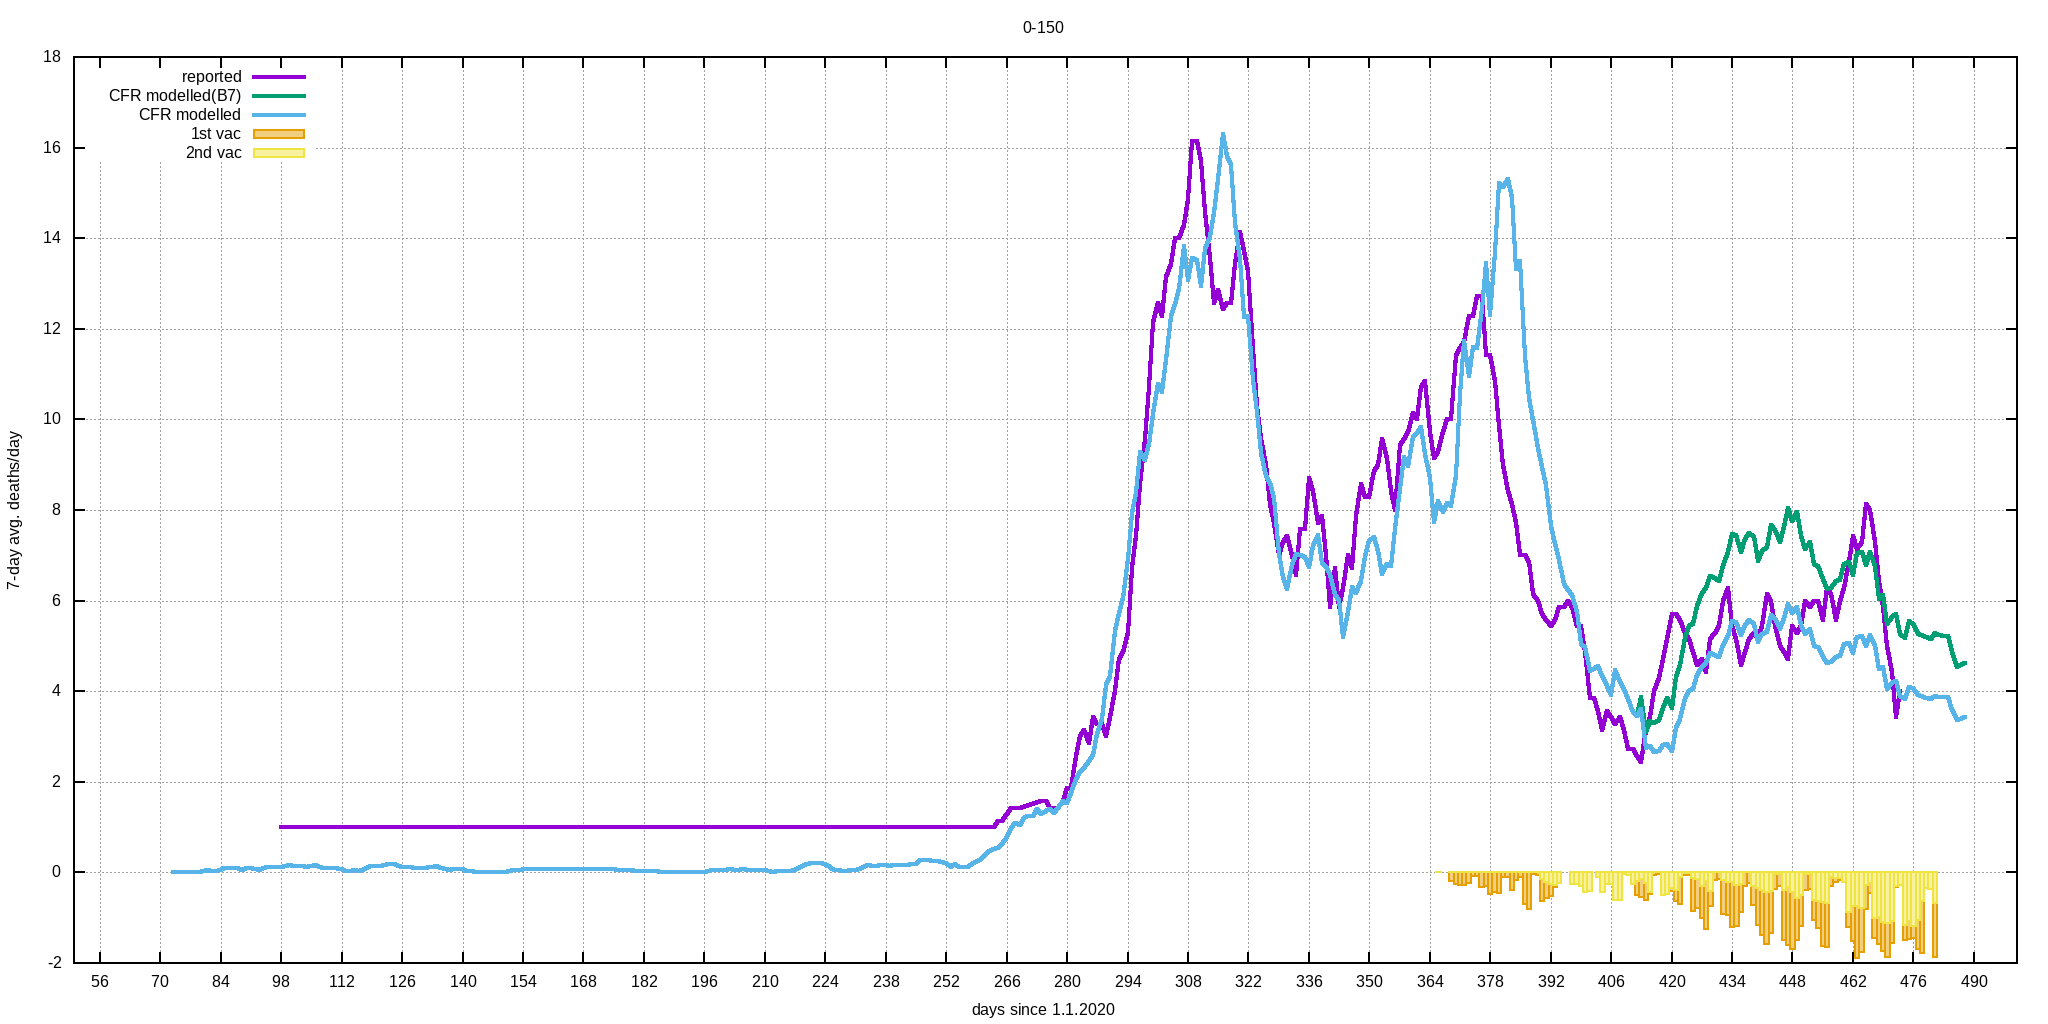 0-150
18
reported
CFR modelled(B7)
CFR modelled
1st vac
2nd vac
16
14
12
10
8
6
4
2
0
-2
7-day avg. deaths/day
56 70 84 98 112 126 140 154 168 182 196 210 224 238 252 266 280 294 308 322 336 350 364 378 392 406 420 434 448 462 476 490
days since 1.1.2020